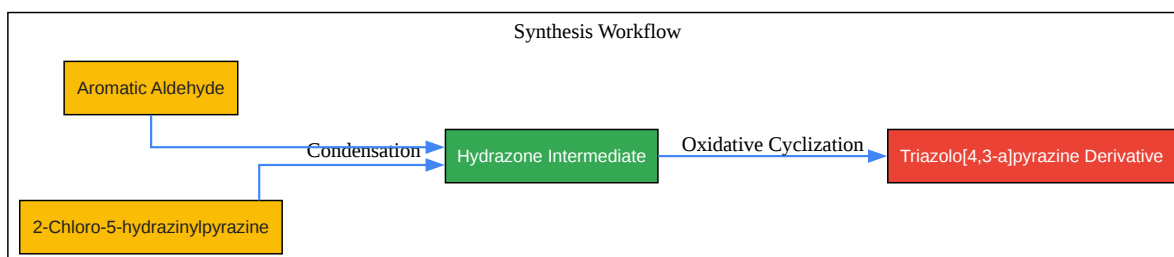 Synthesis Workflow
Aromatic Aldehyde
Condensation
Hydrazone Intermediate
Oxidative Cyclization
Triazolo[4,3-a]pyrazine Derivative
2-Chloro-5-hydrazinylpyrazine